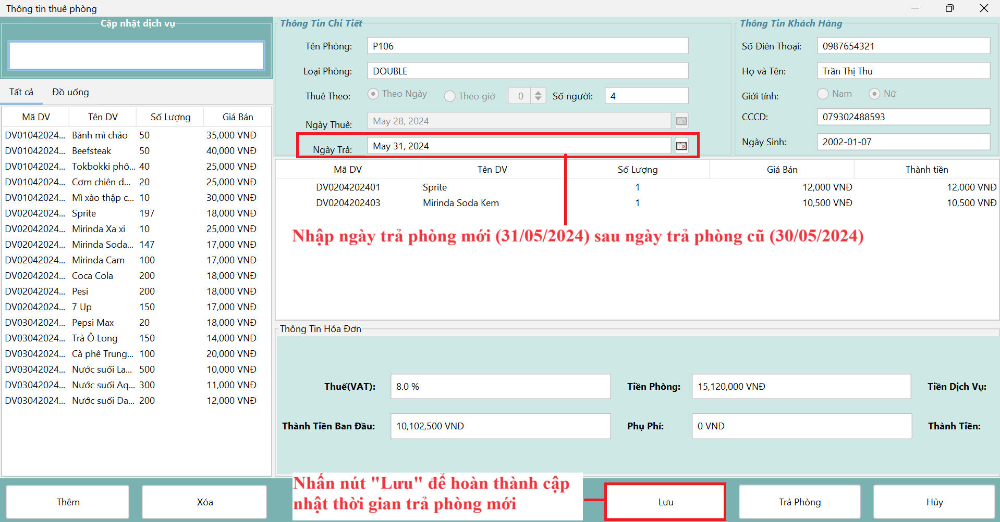 Thông tin thuê phòng
Cập nhật dịch vụ
Tất cả Đồ uống
Mã DV Tên DV Số Lượng Giá Bán
DV01042024... Bánh mì chảo 50 35,000 VNĐ
DV01042024... Beefsteak 50 40,000 VNĐ
DV01042024... Tokbokki phô... 40 25,000 VNĐ
DV01042024... Cơm chiên d... 20 25,000 VNĐ
DV01042024... Mì xào thập c... 10 30,000 VNĐ
DV02042024... Sprite 197 18,000 VNĐ
DV02042024... Mirinda Xa xi 10 25,000 VNĐ
DV02042024... Mirinda Soda... 147 17,000 VNĐ
DV02042024... Mirinda Cam 100 17,000 VNĐ
DV02042024... Coca Cola 200 18,000 VNĐ
DV02042024... Pesi 200 18,000 VNĐ
DV02042024... 7 Up 150 17,000 VNĐ
DV03042024... Pepsi Max 20 18,000 VNĐ
DV03042024... Trà Ô Long 150 14,000 VNĐ
DV03042024... Cà phê Trung... 100 20,000 VNĐ
DV03042024... Nước suối La... 500 10,000 VNĐ
DV03042024... Nước suối Aq... 300 11,000 VNĐ
DV03042024... Nước suối Da... 200 12,000 VNĐ
Thêm Xóa
Thông Tin Chi Tiết
Tên Phòng: P106
Loại Phòng: DOUBLE
Thuê Theo: Theo Ngày Theo giờ 0 Số người: 4
Ngày Thuê: May 28, 2024
Ngày Trả: May 31, 2024
Thông Tin Khách Hàng
Số Điên Thoại: 0987654321
Họ và Tên: Trần Thị Thu
Giới tính: Nam Nữ
CCCD: 079302488593
Ngày Sinh: 2002-01-07
Mã DV Tên DV Số Lượng Giá Bán Thành tiền
DV0204202401 Sprite 1 12,000 VNĐ 12,000 VNĐ
DV0204202403 Mirinda Soda Kem 1 10,500 VNĐ 10,500 VNĐ
Nhập ngày trả phòng mới (31/05/2024) sau ngày trả phòng cũ (30/05/2024)
Thông Tin Hóa Đơn
Thuế(VAT): 8.0 % Tiền Phòng: 15,120,000 VNĐ Tiền Dịch Vụ:
Thành Tiền Ban Đầu: 10,102,500 VNĐ Phụ Phí: 0 VNĐ Thành Tiền:
Nhấn nút "Lưu" để hoàn thành cập
nhật thời gian trả phòng mới
Lưu Trả Phòng Hủy